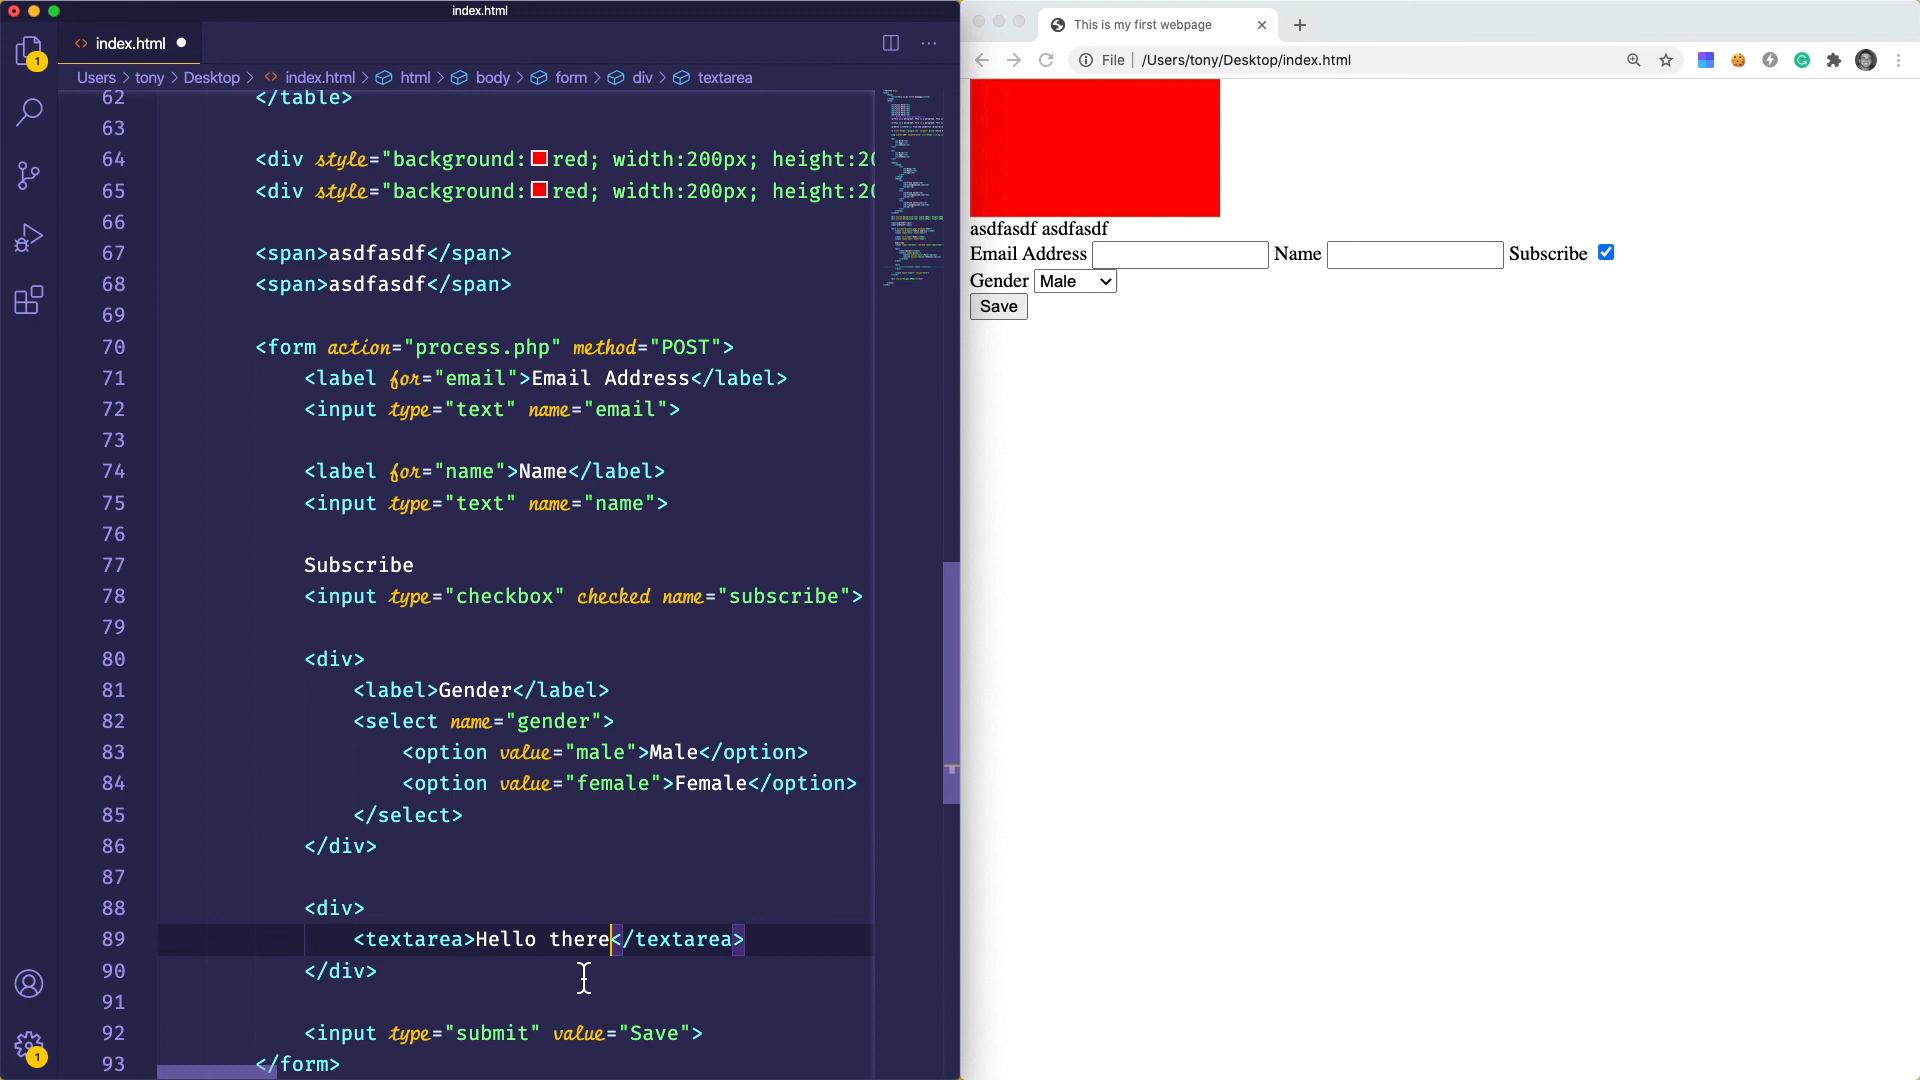 index.html
index.html
Users > tony > Desktop > index.html > html > body > form > div > textarea
62 </table>
63
64 <div style="background:red; width:200px; height:20
65 <div style="background:red; width:200px; height:20
66
67 <span>asdfasdf</span>
68 <span>asdfasdf</span>
69
70 <form action="process.php" method="POST">
71 <label for="email">Email Address</label>
72 <input type="text" name="email">
73
74 <label for="name">Name</label>
75 <input type="text" name="name">
76
77 Subscribe
78 <input type="checkbox" checked name="subscribe">
79
80 <div>
81 <label>Gender</label>
82 <select name="gender">
83 <option value="male">Male</option>
84 <option value="female">Female</option>
85 </select>
86 </div>
87
88 <div>
89 <textarea>Hello there</textarea>
90 </div>
91
92 <input type="submit" value="Save">
93 </form>
1
1
This is my first webpage
File | /Users/tony/Desktop/index.html
asdfasdf asdfasdf
Email Address Name Subscribe
Gender Male
Save